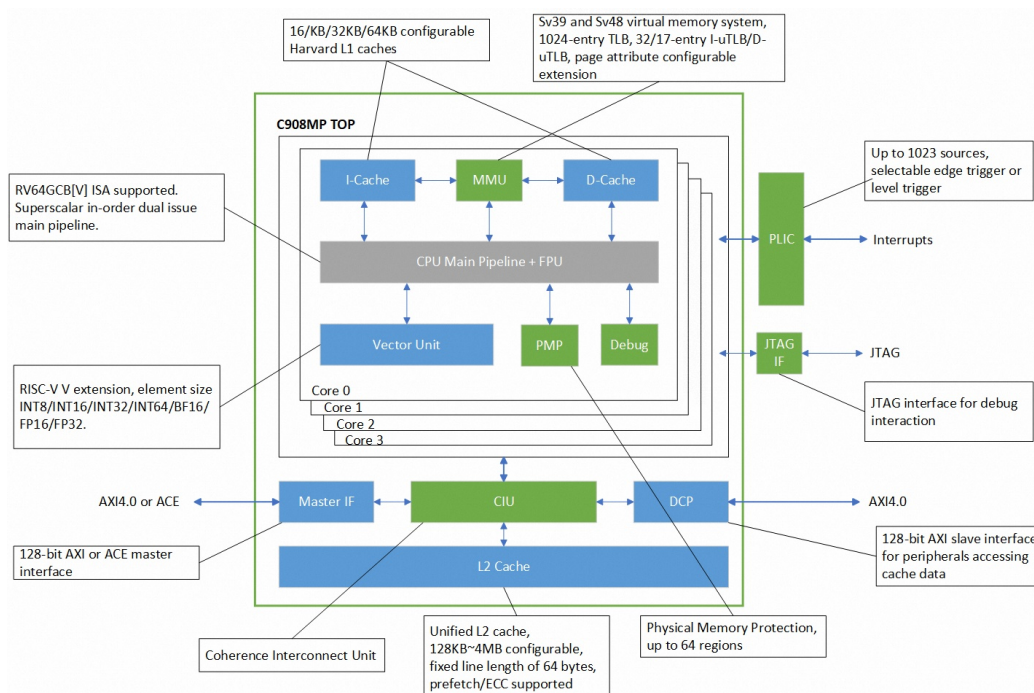 16/KB/32KB/64KB configurable
Harvard L1 caches
Sv39 and Sv48 virtual memory system,
1024-entry TLB, 32/17-entry I-uTLB/D-
uTLB, page attribute configurable
extension
C908MP TOP
I-Cache
MMU
D-Cache
Up to 1023 sources,
selectable edge trigger or
level trigger
RV64GCB[V] ISA supported.
Superscalar in-order dual issue
main pipeline.
PLIC
Interrupts
CPU Main Pipeline + FPU
Vector Unit
PMP
Debug
JTAG
IF
JTAG
RISC-V V extension, element size
INT8/INT16/INT32/INT64/BF16/
FP16/FP32.
Core 0
Core 1
Core 2
Core 3
JTAG interface for debug
interaction
AXI4.0 or ACE
Master IF
CIU
DCP
AXI4.0
128-bit AXI or ACE master
interface
128-bit AXI slave interface
for peripherals accessing
cache data
L2 Cache
Coherence Interconnect Unit
Unified L2 cache,
128KB~4MB configurable,
fixed line length of 64 bytes,
prefetch/ECC supported
Physical Memory Protection,
up to 64 regions